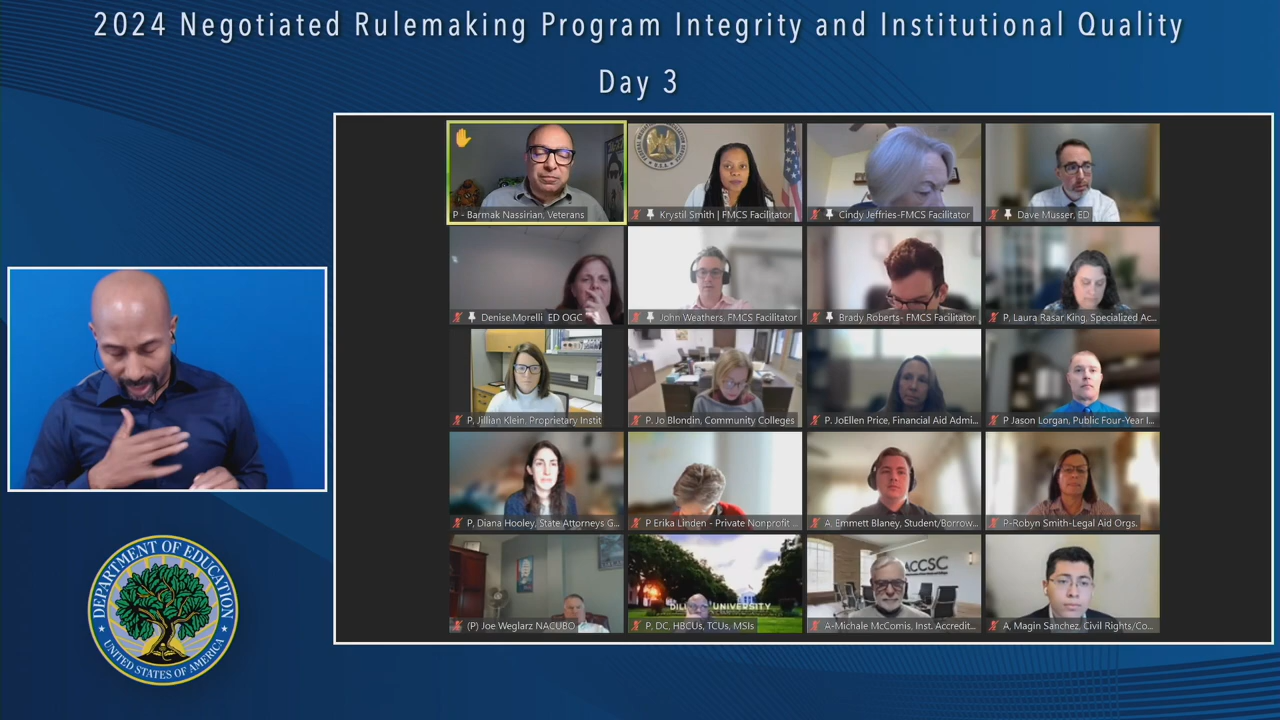 2024 Negotiated Rulemaking Program Integrity and Institutional Quality
Day 3
P - Barmak Nassirian, Veterans
Krystil Smith | FMCS Facilitator
Cindy Jeffries-FMCS Facilitator
Dave Musser, ED
Denise.Morelli ED OGC
John Weathers, FMCS Facilitator
Brady Roberts- FMCS Facilitator
P, Laura Rasar King, Specialized Ac...
P, Jillian Klein, Proprietary Instit
P. Jo Blondin, Community Colleges
P. JoEllen Price, Financial Aid Admi...
P Jason Lorgan, Public Four-Year I...
P, Diana Hooley, State Attorneys G...
P Erika Linden - Private Nonprofit ...
A. Emmett Blaney, Student/Borrow...
P-Robyn Smith-Legal Aid Orgs.
UNIVERSITY
ACCSC
(P) Joe Weglarz NACUBO
P, DC, HBCUs, TCUs, MSIs
A-Michale McComis, Inst. Accredit...
A, Magin Sanchez, Civil Rights/Co...
DEPARTMENT OF EDUCATION
UNITED STATES OF AMERICA